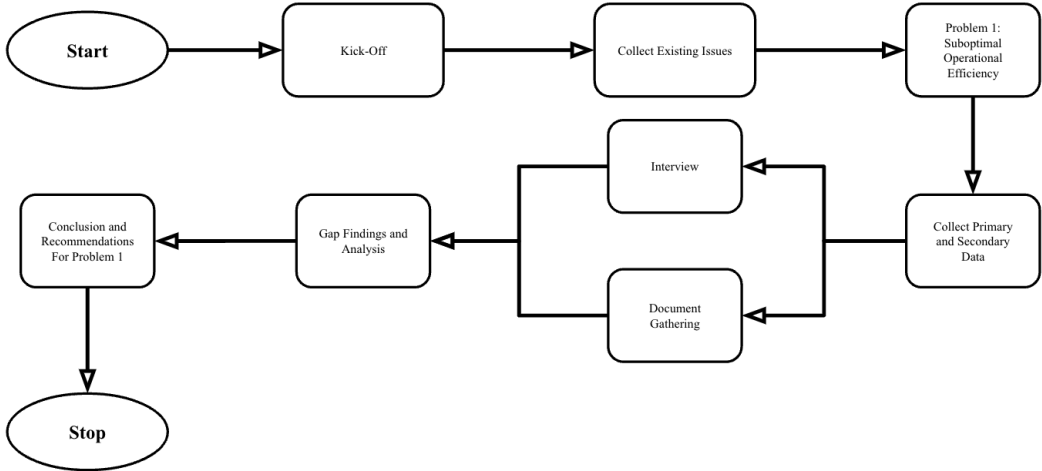 Start
Kick-Off
Collect Existing Issues
Problem 1:
Suboptimal
Operational
Efficiency
Collect Primary
and Secondary
Data
Interview
Document
Gathering
Gap Findings and
Analysis
Conclusion and
Recommendations
For Problem 1
Stop